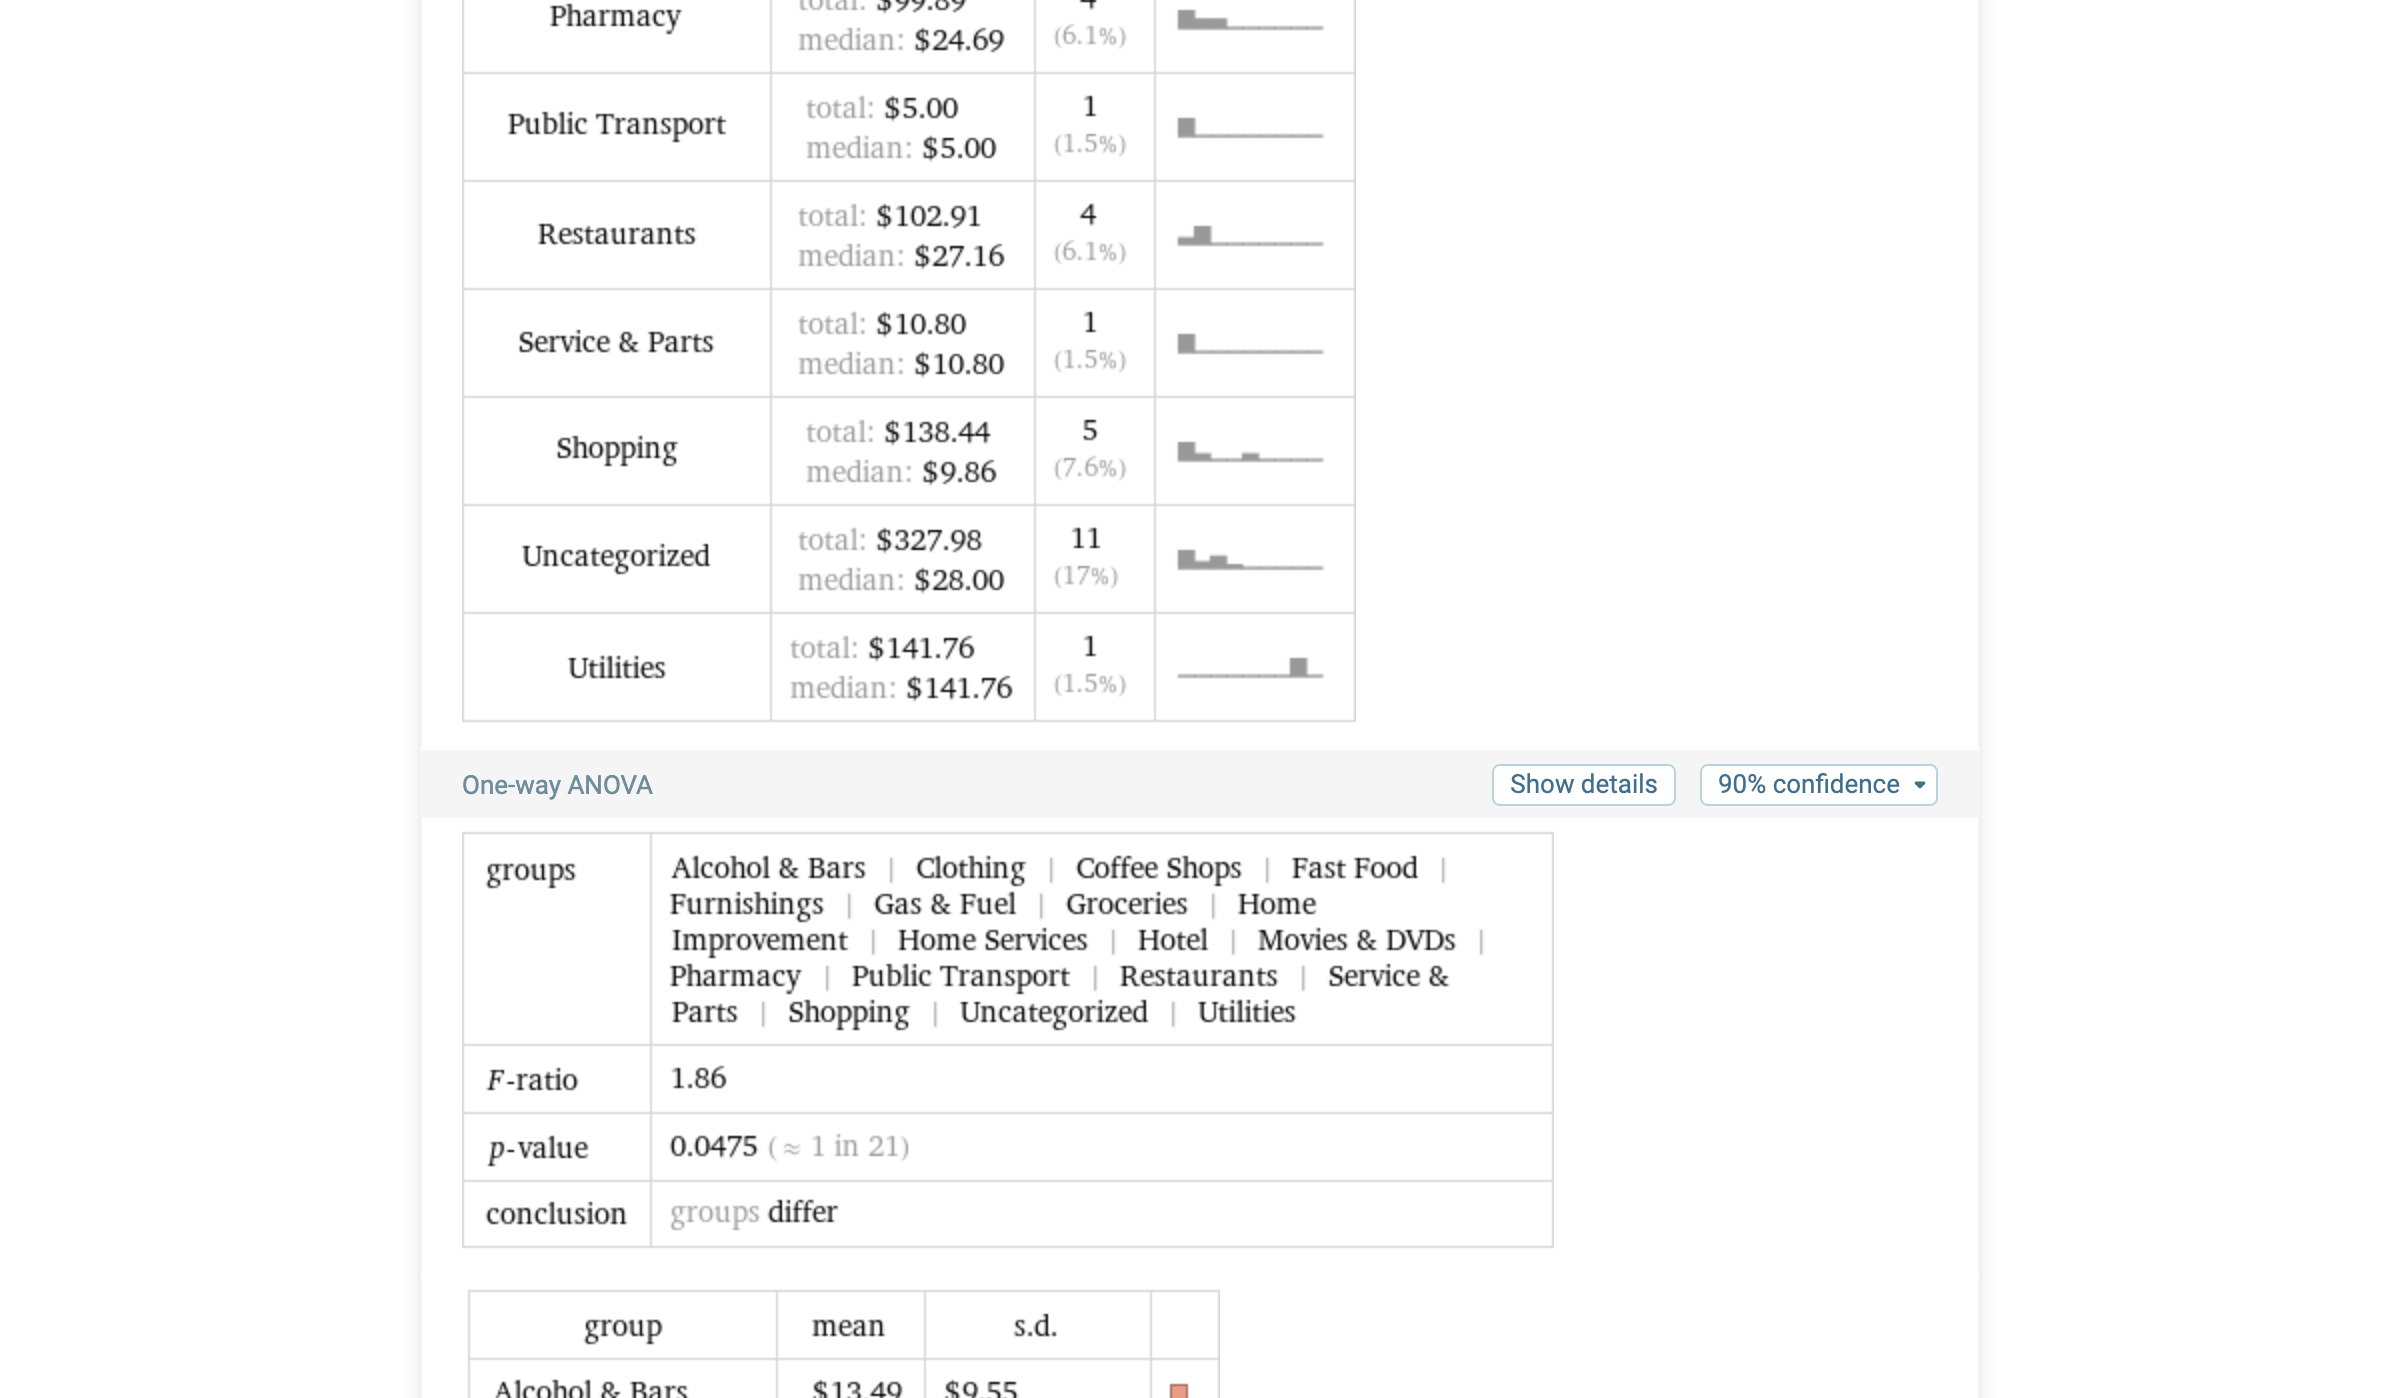 total: $99.89
4
Pharmacy
median: $24.69
(6.1%)
total: $5.00
1
Public Transport
median: $5.00
(1.5%)
total: $102.91
4
Restaurants
median: $27.16
(6.1%)
total: $10.80
1
Service & Parts
median: $10.80
(1.5%)
total: $138.44
5
Shopping
median: $9.86
(7.6%)
total: $327.98
11
Uncategorized
median: $28.00
(17%)
total: $141.76
1
Utilities
median: $141.76
(1.5%)
One-way ANOVA
Show details
90% confidence
groups
Alcohol & Bars | Clothing | Coffee Shops | Fast Food |
Furnishings | Gas & Fuel | Groceries | Home
Improvement | Home Services | Hotel | Movies & DVDs |
Pharmacy | Public Transport | Restaurants | Service &
Parts | Shopping | Uncategorized | Utilities
F-ratio
1.86
p-value
0.0475 (≈ 1 in 21)
conclusion
groups differ
group
mean
s.d.
Alcohol & Bars
$13.49
$9.55